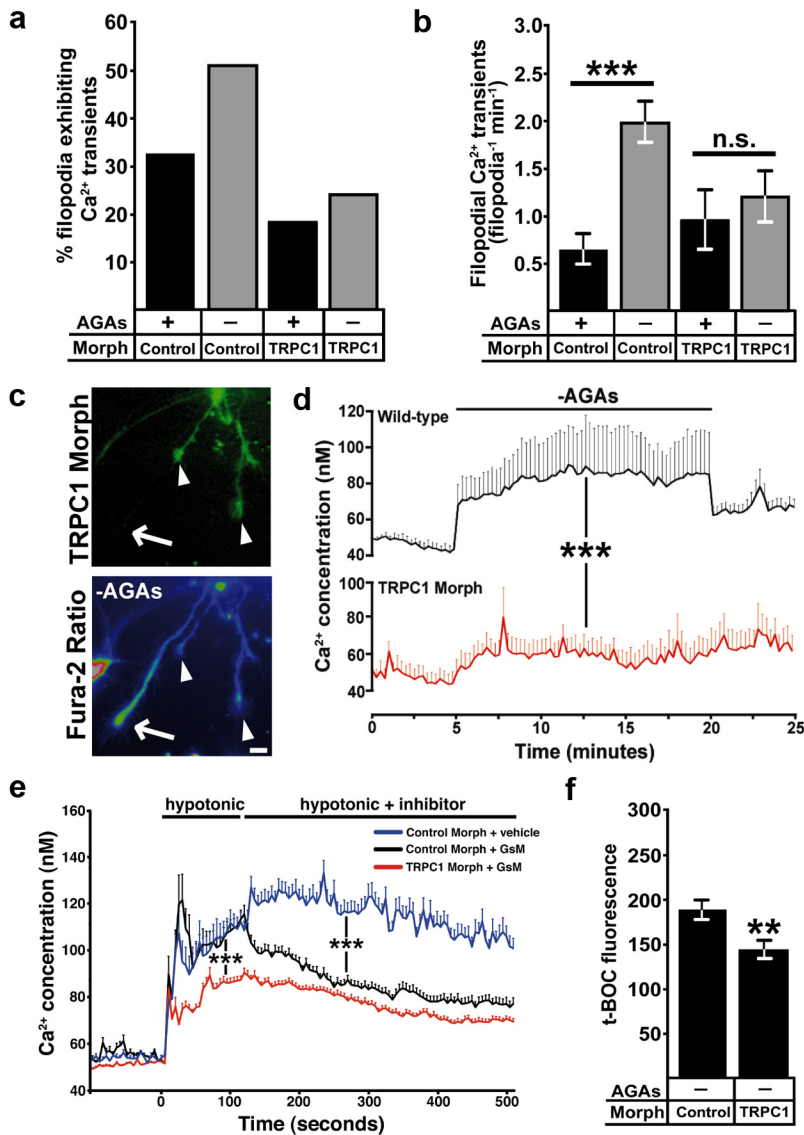 a
% filopodia exhibiting
Ca²⁺ transients
60
50
40
30
20
10
AGAs + − + −
Morph Control Control TRPC1 TRPC1
b
Filopodial Ca²⁺ transients
(filopodia⁻¹ min⁻¹)
3.0
2.5
2.0
1.5
1.0
0.5
***
n.s.
AGAs + − + −
Morph Control Control TRPC1 TRPC1
c
TRPC1 Morph
Fura-2 Ratio
-AGAs
d
-AGAs
Wild-type
Ca²⁺ concentration (nM)
120
100
80
60
40
***
TRPC1 Morph
100
80
60
40
0 5 10 15 20 25
Time (minutes)
e
hypotonic
hypotonic + inhibitor
Ca²⁺ concentration (nM)
160
140
120
100
80
60
40
Control Morph + vehicle
Control Morph + GsM
TRPC1 Morph + GsM
***
***
0 100 200 300 400 500
Time (seconds)
f
t-BOC fluorescence
300
250
200
150
100
50
**
AGAs − −
Morph Control TRPC1